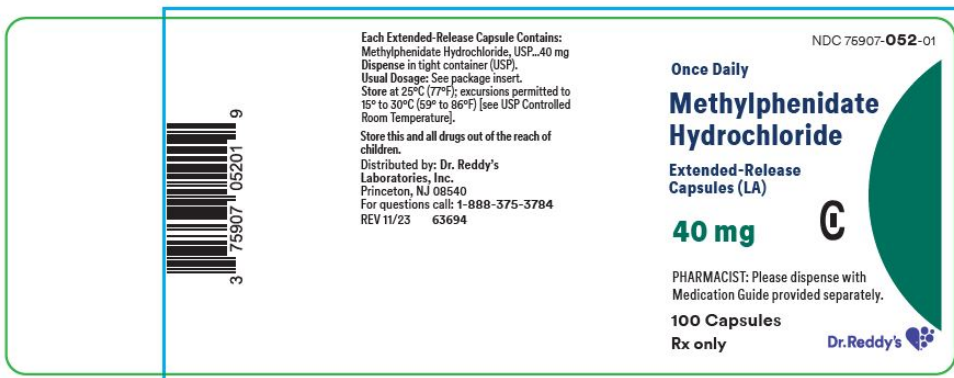 3 75907 05201 9
Each Extended-Release Capsule Contains:
Methylphenidate Hydrochloride, USP...40 mg
Dispense in tight container (USP).
Usual Dosage: See package insert.
Store at 25°C (77°F); excursions permitted to
15° to 30°C (59° to 86°F) [see USP Controlled
Room Temperature].
Store this and all drugs out of the reach of
children.
Distributed by: Dr. Reddy's
Laboratories, Inc.
Princeton, NJ 08540
For questions call: 1-888-375-3784
REV 11/23 63694
NDC 75907-052-01
Once Daily
Methylphenidate
Hydrochloride
Extended-Release
Capsules (LA)
40 mg
CII
PHARMACIST: Please dispense with
Medication Guide provided separately.
100 Capsules
Rx only
Dr.Reddy's